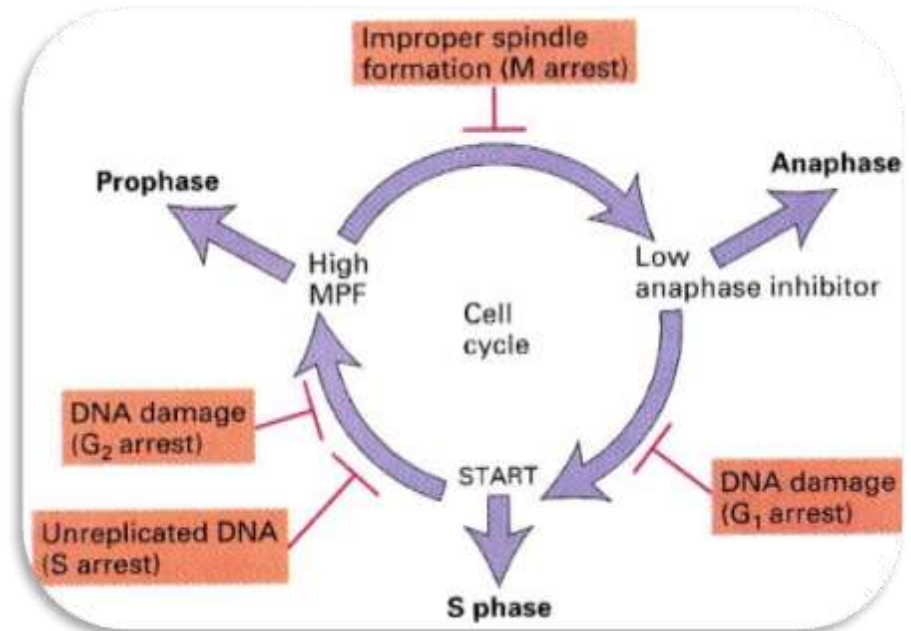 Improper spindle
formation (M arrest)
Prophase
Anaphase
High
MPF
Low
anaphase inhibitor
Cell
cycle
DNA damage
(G₂ arrest)
START
DNA damage
(G₁ arrest)
Unreplicated DNA
(S arrest)
S phase